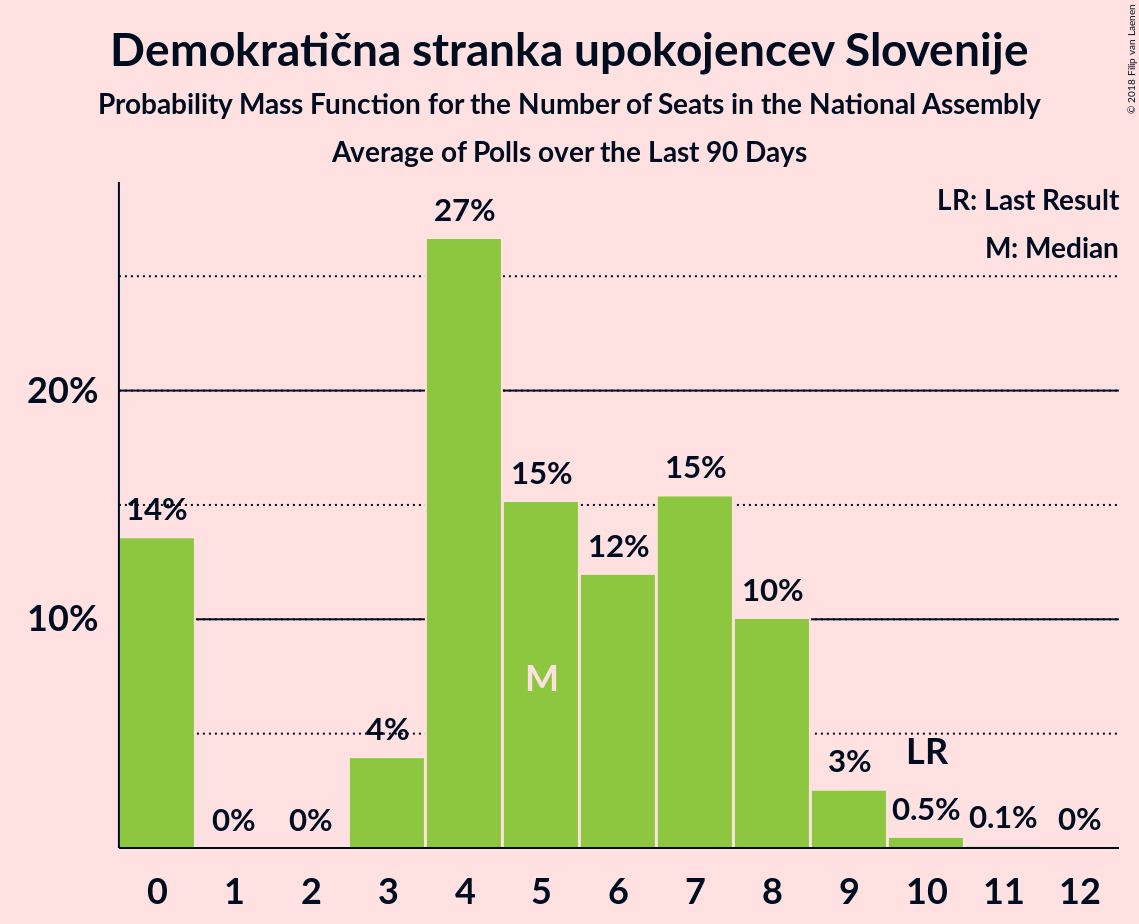 Demokratična stranka upokojencev Slovenije
Probability Mass Function for the Number of Seats in the National Assembly
Average of Polls over the Last 90 Days
© 2018 Filip van Laenen
LR: Last Result
M: Median
27%
20%
15%
15%
14%
12%
10%
10%
M
4%
LR
3%
0%
0%
0.5%
0.1%
0%
0 1 2 3 4 5 6 7 8 9 10 11 12